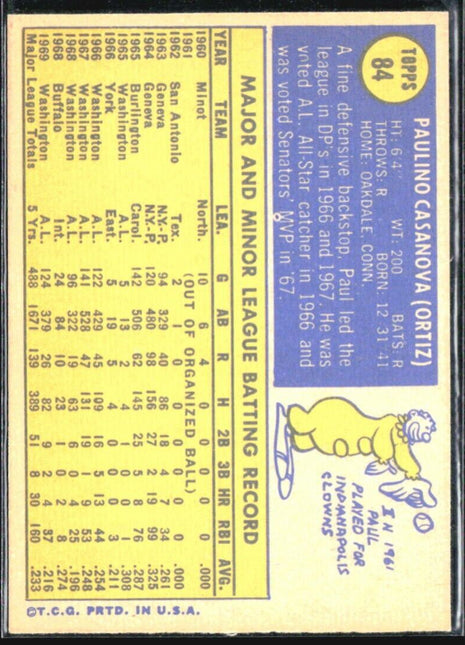 TOPPS
84
PAULINO CASANOVA (ORTIZ)
HT: 6'4" WT: 200 BATS: R
THROWS: R BORN: 12 31 41
HOME: OAKDALE, CONN.
A fine defensive backstop, Paul led the
league in DP's in 1966 and 1967. He was
voted A.L. All-Star catcher in 1966 and
was voted Senators' MVP in '67
IN 1961
PAUL
PLAYED FOR
INDIANAPOLIS
CLOWNS
MAJOR AND MINOR LEAGUE BATTING RECORD
YEAR TEAM LEA. G AB R H 2B 3B HR RBI AVG.
1960 Minot North. 10 6 4 0 0 0 0 0 .000
1961 (OUT OF ORGANIZED BALL)
1962 San Antonio Tex. 2 1 0 0 0 0 0 0 .000
1963 Geneva N.Y.-P. 94 329 40 86 18 4 7 34 .261
1964 Geneva N.Y.-P. 120 480 98 156 27 2 19 99 .325
1965 Burlington Carol. 142 506 62 145 25 5 8 76 .287
1965 Washington A.L. 5 13 2 4 1 0 0 1 .308
1966 York East. 5 19 5 4 0 0 0 1 .211
1966 Washington A.L. 122 429 45 109 16 5 13 44 .254
1967 Washington A.L. 141 528 47 131 19 1 9 53 .248
1968 Washington A.L. 96 322 19 63 6 0 4 25 .196
1968 Buffalo Int. 24 84 10 23 1 0 2 8 .274
1969 Washington A.L. 124 379 26 82 9 2 4 37 .216
Major League Totals 5 Yrs. 488 1671 139 389 51 8 30 160 .233
©T.C.G. PRTD. IN U.S.A.